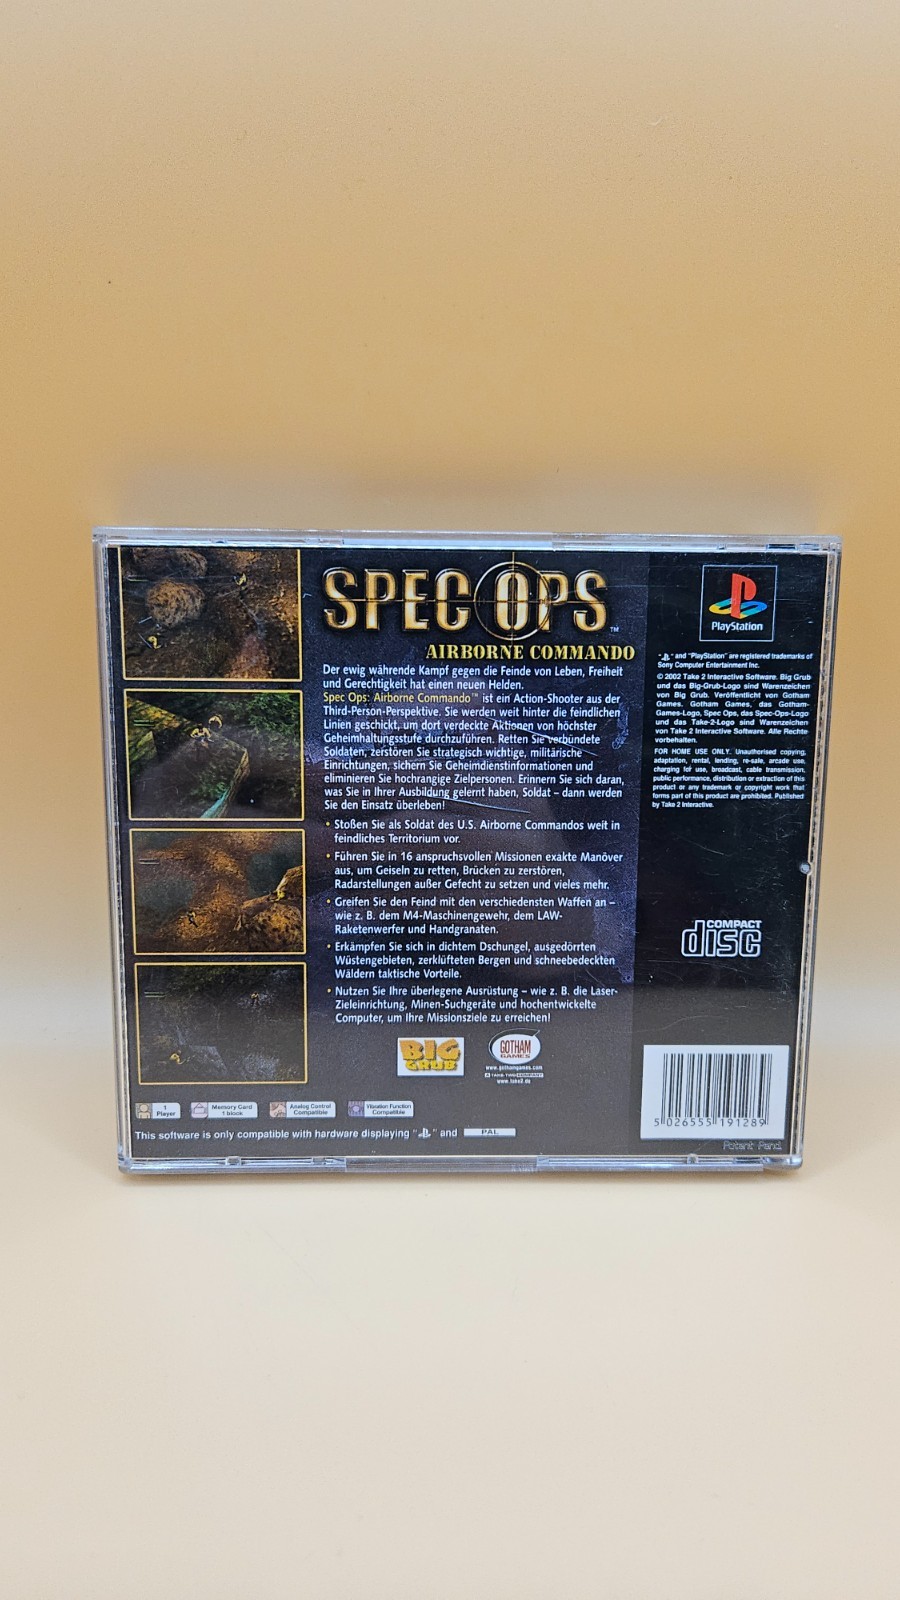 SPEC OPS™
AIRBORNE COMMANDO
Der ewig währende Kampf gegen die Feinde von Leben, Freiheit
und Gerechtigkeit hat einen neuen Helden.
Spec Ops: Airborne Commando™ ist ein Action-Shooter aus der
Third-Person-Perspektive. Sie werden weit hinter die feindlichen
Linien geschickt, um dort verdeckte Aktionen von höchster
Geheimhaltungsstufe durchzuführen. Retten Sie verbündete
Soldaten, zerstören Sie strategisch wichtige, militärische
Einrichtungen, sichern Sie Geheimdienstinformationen und
eliminieren Sie hochrangige Zielpersonen. Erinnern Sie sich daran,
was Sie in Ihrer Ausbildung gelernt haben, Soldat – dann werden
Sie den Einsatz überleben!
• Stoßen Sie als Soldat des U.S. Airborne Commandos weit in
feindliches Territorium vor.
• Führen Sie in 16 anspruchsvollen Missionen exakte Manöver
aus, um Geiseln zu retten, Brücken zu zerstören,
Radarstellungen außer Gefecht zu setzen und vieles mehr.
• Greifen Sie den Feind mit den verschiedensten Waffen an –
wie z. B. dem M4-Maschinengewehr, dem LAW-
Raketenwerfer und Handgranaten.
• Erkämpfen Sie sich in dichtem Dschungel, ausgedörrten
Wüstengebieten, zerklüfteten Bergen und schneebedeckten
Wäldern taktische Vorteile.
• Nutzen Sie Ihre überlegene Ausrüstung – wie z. B. die Laser-
Zieleinrichtung, Minen-Suchgeräte und hochentwickelte
Computer, um Ihre Missionsziele zu erreichen!
BIG
GRUB
GOTHAM
GAMES
www.gothamgames.com
A TAKE-TWO COMPANY
www.take2.de
1
Player
Memory Card
1 block
Analog Control
Compatible
Vibration Function
Compatible
This software is only compatible with hardware displaying "" and PAL
PlayStation
"" and "PlayStation" are registered trademarks of
Sony Computer Entertainment Inc.
© 2002 Take 2 Interactive Software. Big Grub
und das Big-Grub-Logo sind Warenzeichen
von Big Grub. Veröffentlicht von Gotham
Games. Gotham Games, das Gotham-
Games-Logo, Spec Ops, das Spec-Ops-Logo
und das Take-2-Logo sind Warenzeichen
von Take 2 Interactive Software. Alle Rechte
vorbehalten.
FOR HOME USE ONLY. Unauthorised copying,
adaptation, rental, lending, re-sale, arcade use,
charging for use, broadcast, cable transmission,
public performance, distribution or extraction of this
product or any trademark or copyright work that
forms part of this product are prohibited. Published
by Take 2 Interactive.
COMPACT
disc
5 026555 191289
Patent Pend.